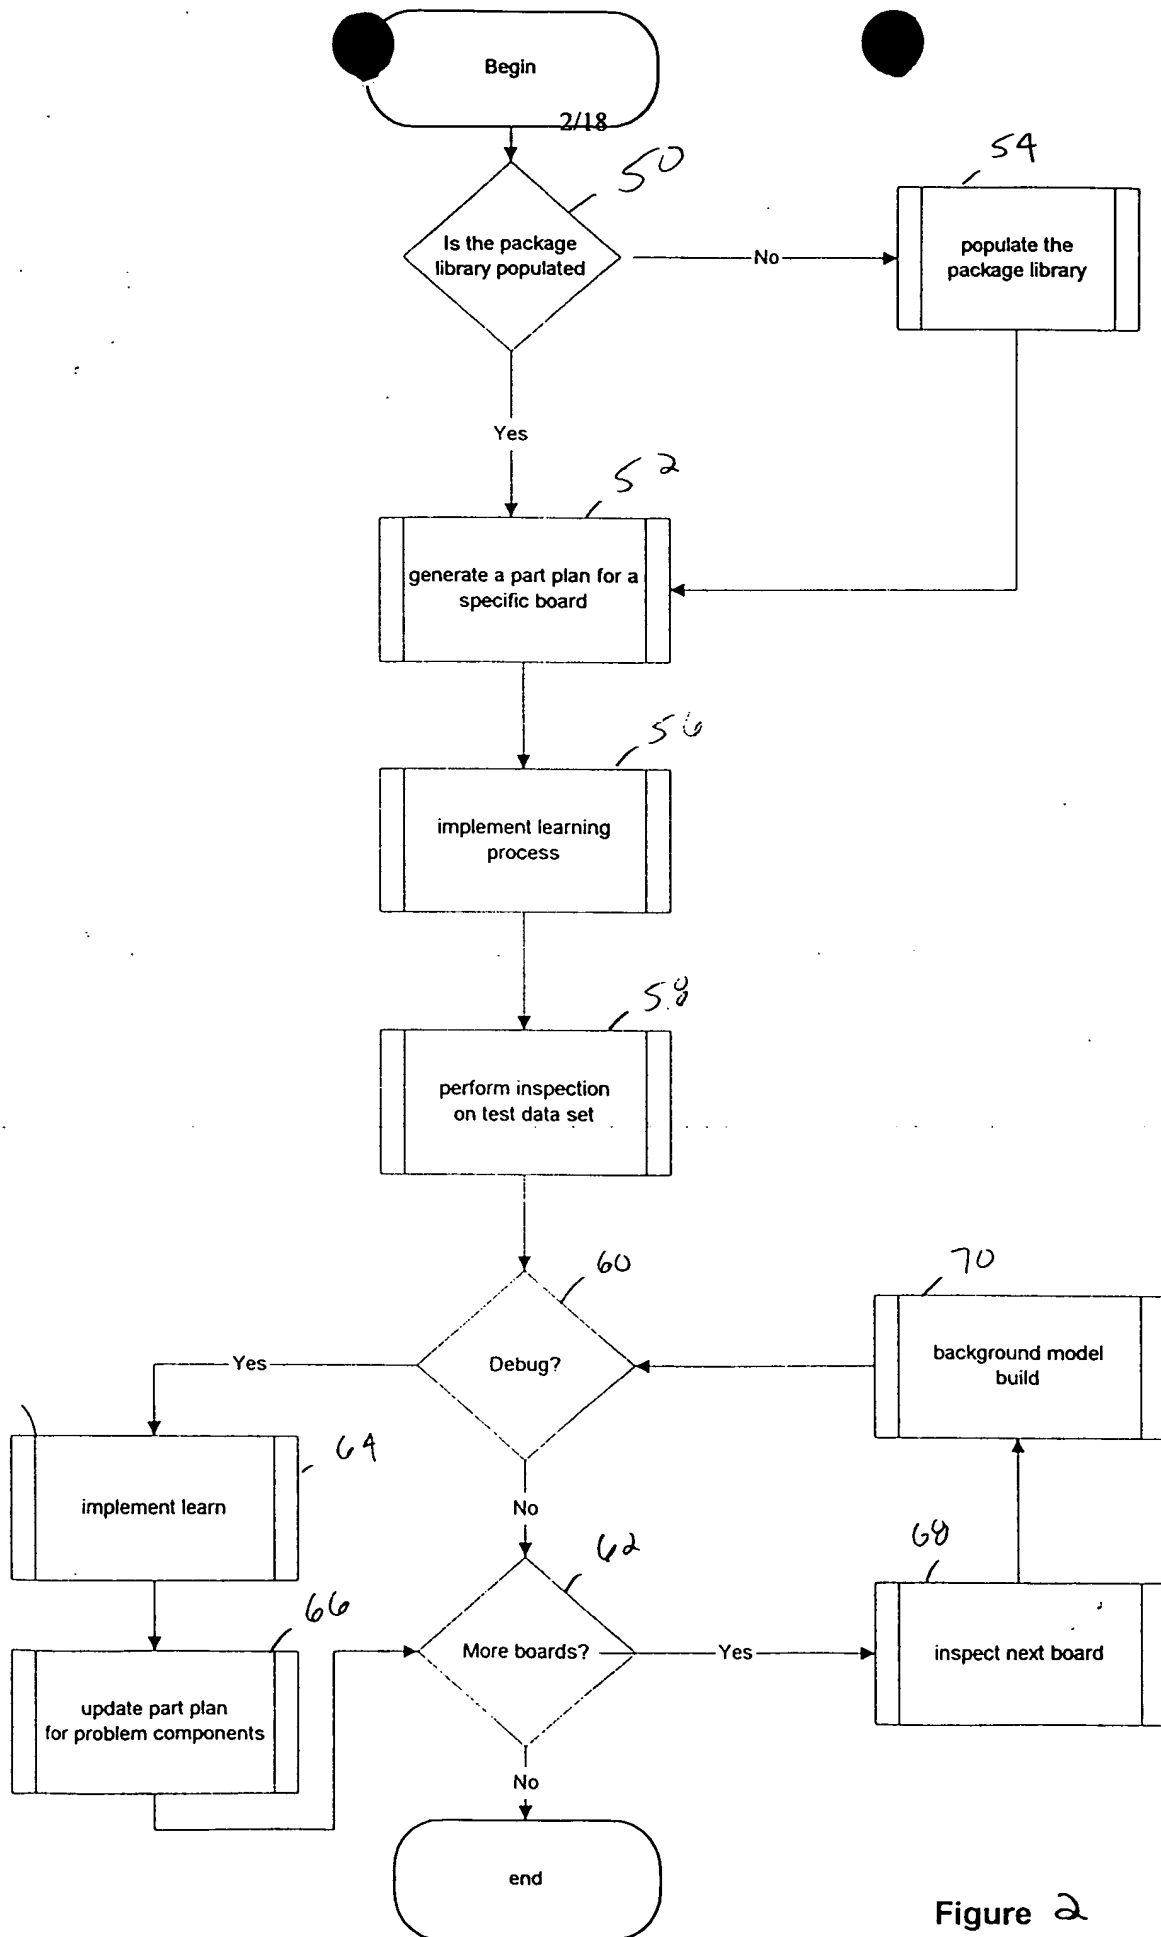 Begin
2/18
50
54
Is the package
library populated
No
populate the
package library
Yes
52
generate a part plan for a
specific board
56
implement learning
process
58
perform inspection
on test data set
60
70
Debug?
Yes
background model
build
64
implement learn
No
62
68
66
More boards?
Yes
inspect next board
update part plan
for problem components
No
end
Figure 2